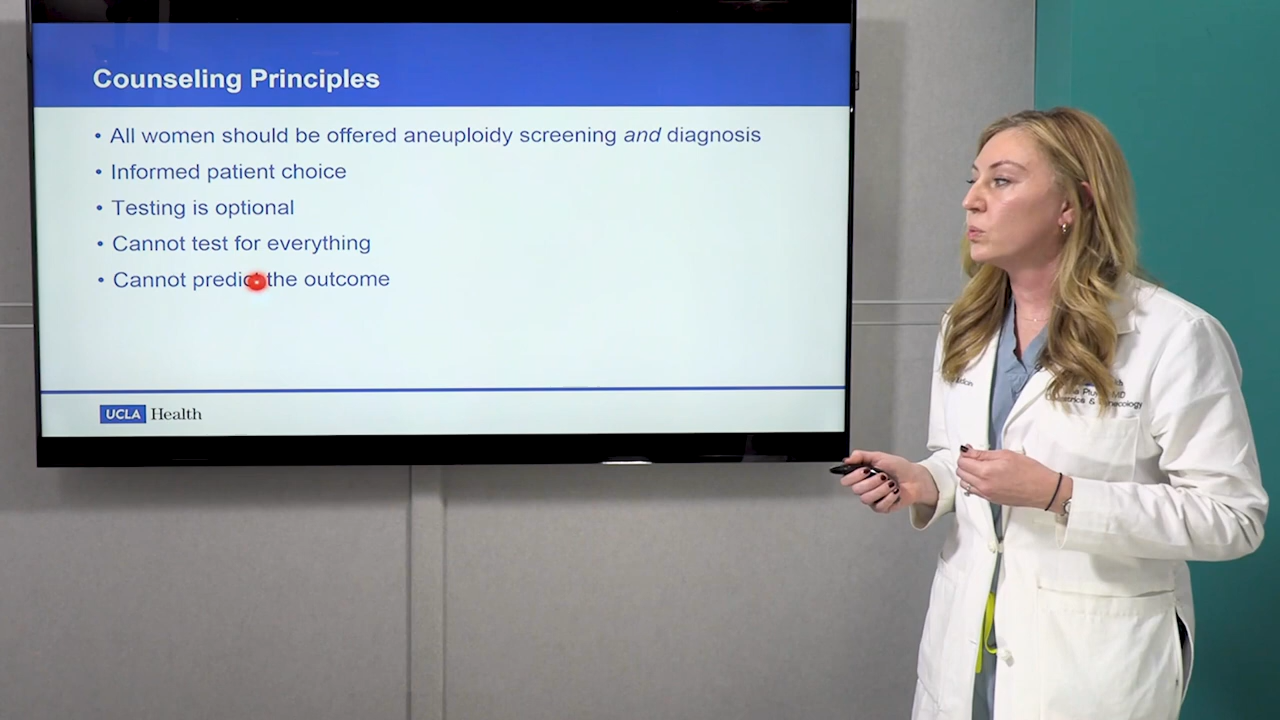 Counseling Principles
• All women should be offered aneuploidy screening and diagnosis
• Informed patient choice
• Testing is optional
• Cannot test for everything
• Cannot predict the outcome
UCLA Health
MD